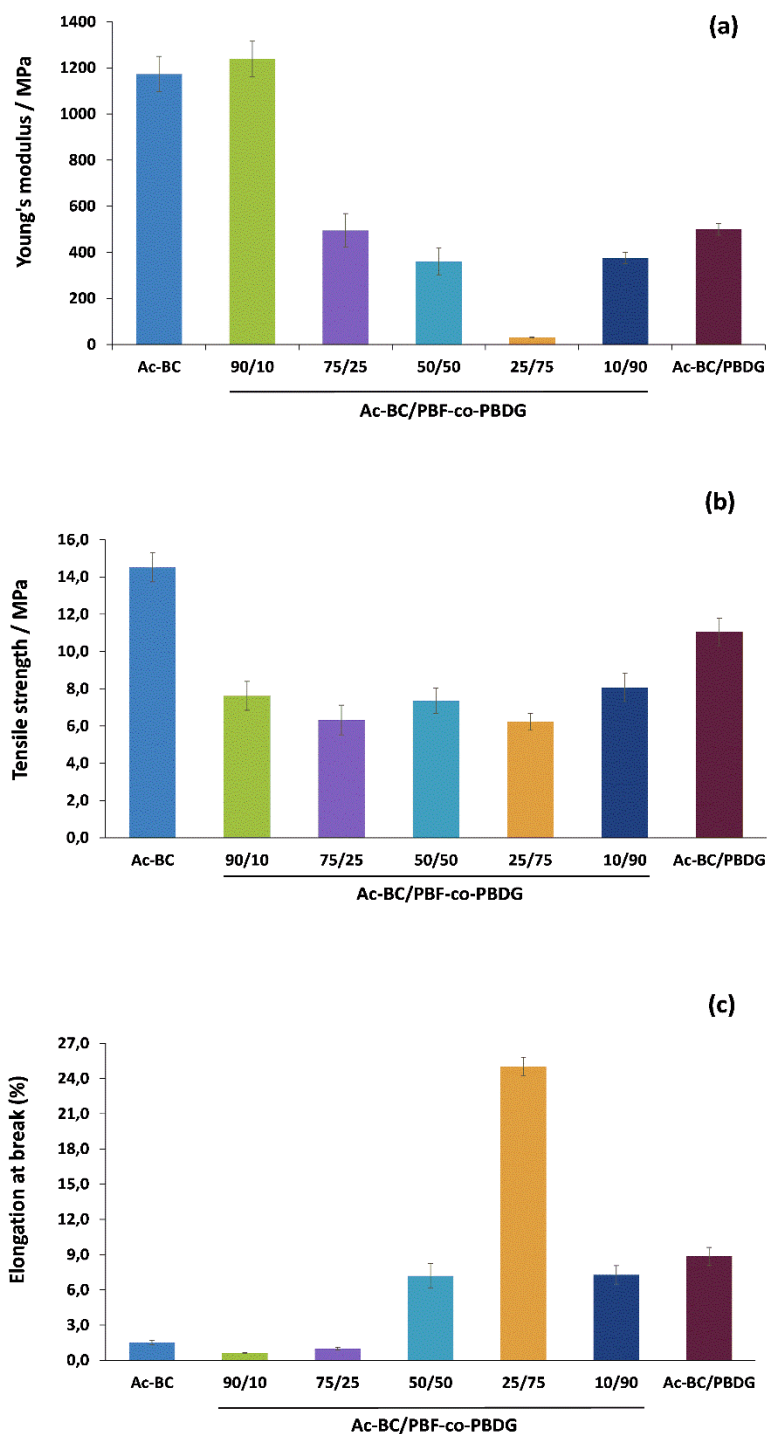 (a)
Young's modulus / MPa
1400
1200
1000
800
600
400
200
0
Ac-BC 90/10 75/25 50/50 25/75 10/90 Ac-BC/PBDG
Ac-BC/PBF-co-PBDG
(b)
Tensile strength / MPa
16,0
14,0
12,0
10,0
8,0
6,0
4,0
2,0
0,0
Ac-BC 90/10 75/25 50/50 25/75 10/90 Ac-BC/PBDG
Ac-BC/PBF-co-PBDG
(c)
Elongation at break (%)
27,0
24,0
21,0
18,0
15,0
12,0
9,0
6,0
3,0
0,0
Ac-BC 90/10 75/25 50/50 25/75 10/90 Ac-BC/PBDG
Ac-BC/PBF-co-PBDG